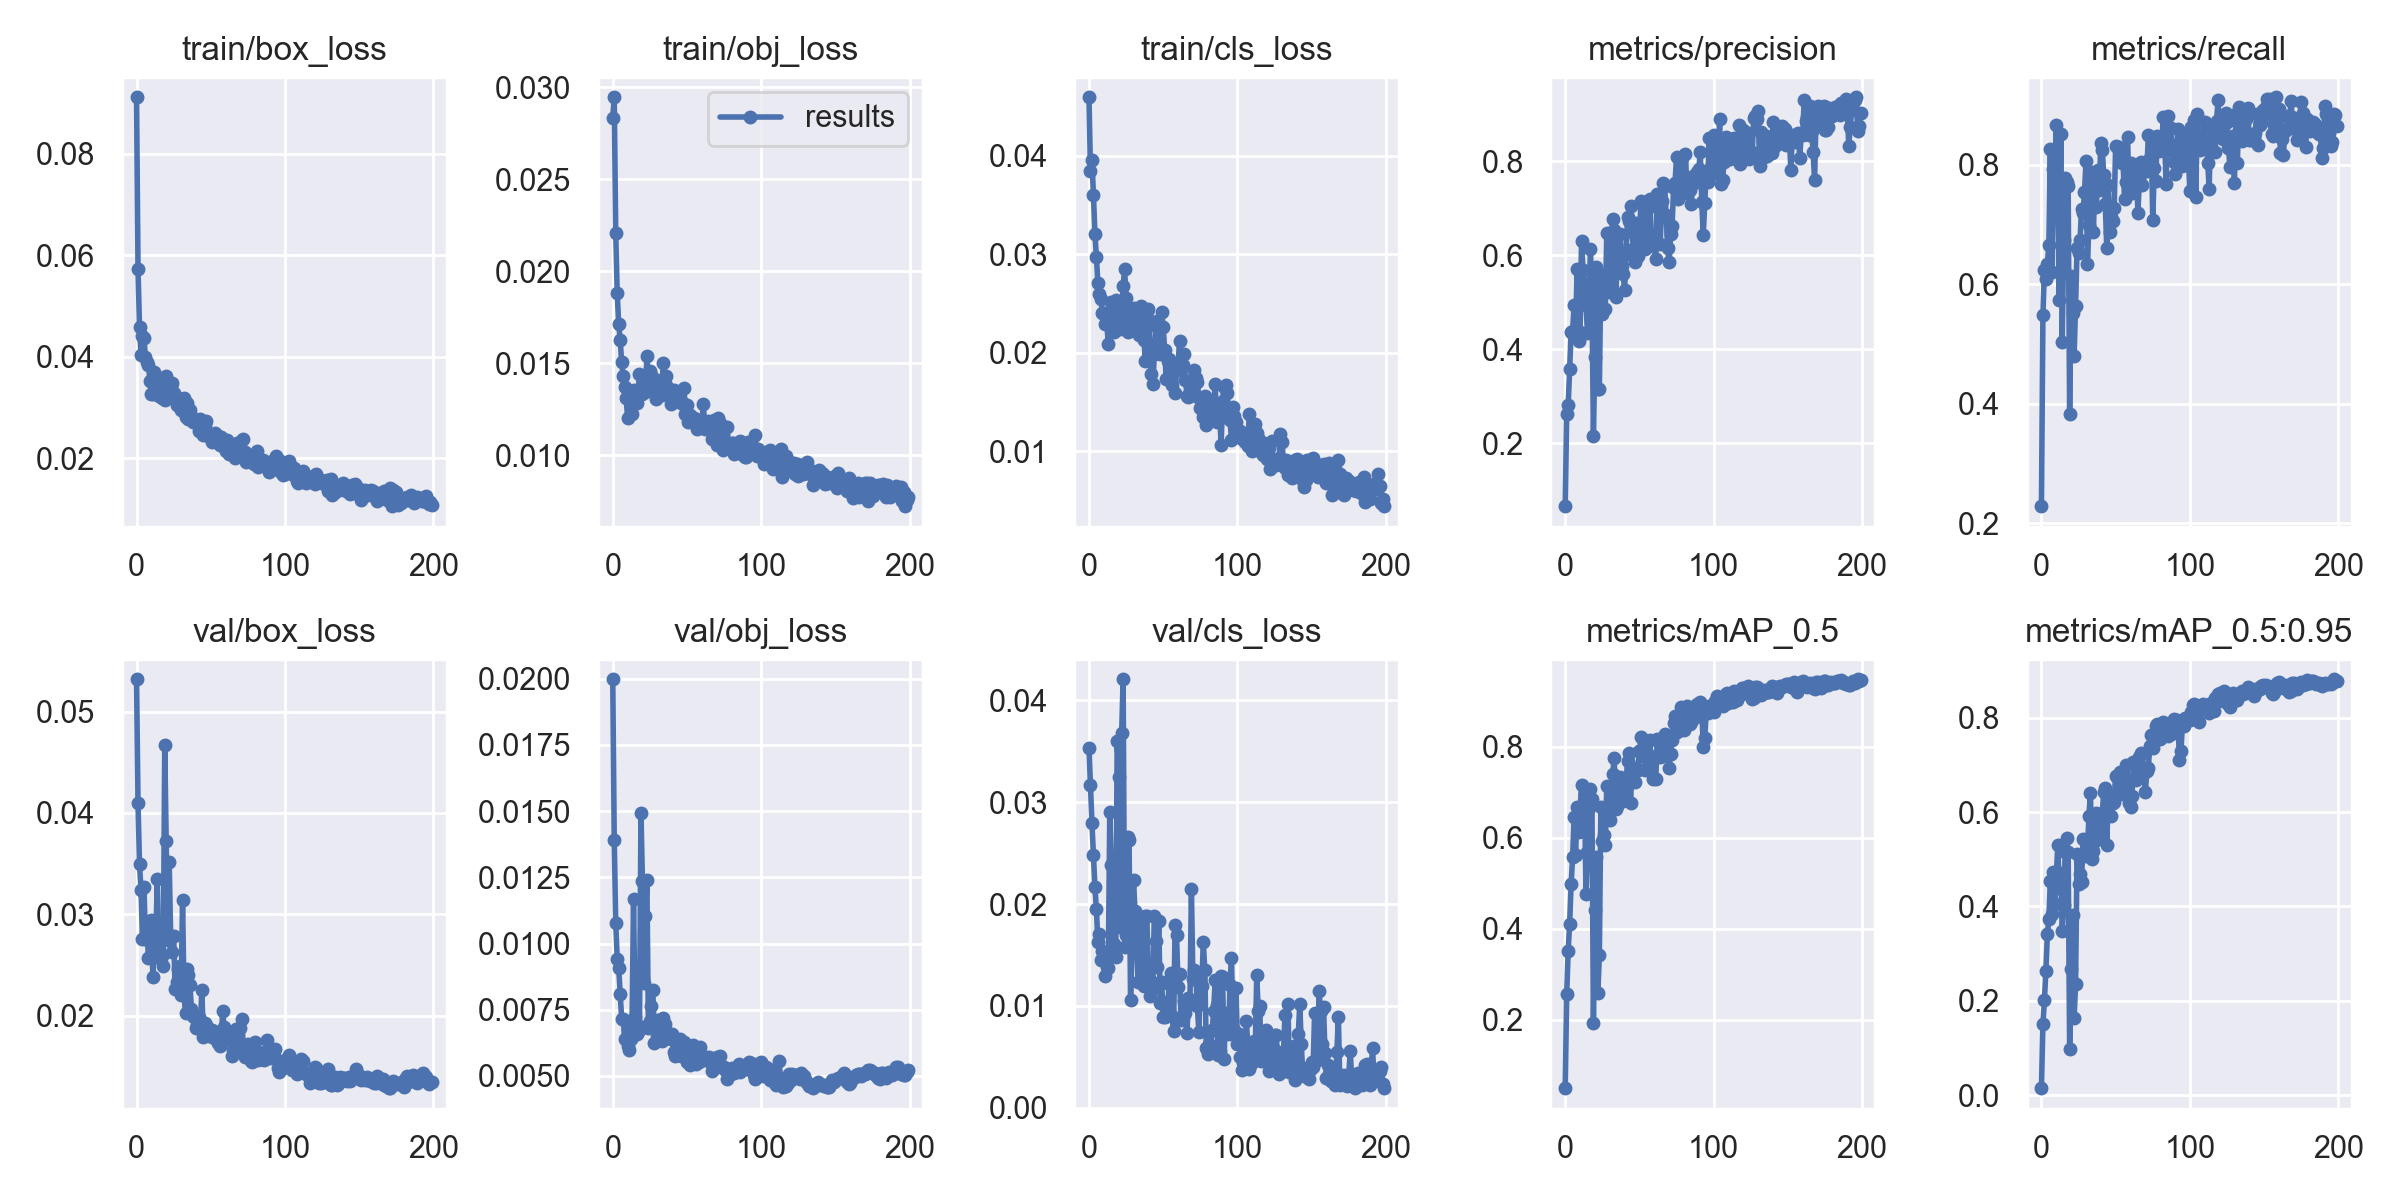 train/box_loss
0.08
0.06
0.04
0.02
0 100 200
train/obj_loss
results
0.030
0.025
0.020
0.015
0.010
0 100 200
train/cls_loss
0.04
0.03
0.02
0.01
0 100 200
metrics/precision
0.8
0.6
0.4
0.2
0 100 200
metrics/recall
0.8
0.6
0.4
0.2
0 100 200
val/box_loss
0.05
0.04
0.03
0.02
0 100 200
val/obj_loss
0.0200
0.0175
0.0150
0.0125
0.0100
0.0075
0.0050
0 100 200
val/cls_loss
0.04
0.03
0.02
0.01
0.00
0 100 200
metrics/mAP_0.5
0.8
0.6
0.4
0.2
0 100 200
metrics/mAP_0.5:0.95
0.8
0.6
0.4
0.2
0.0
0 100 200